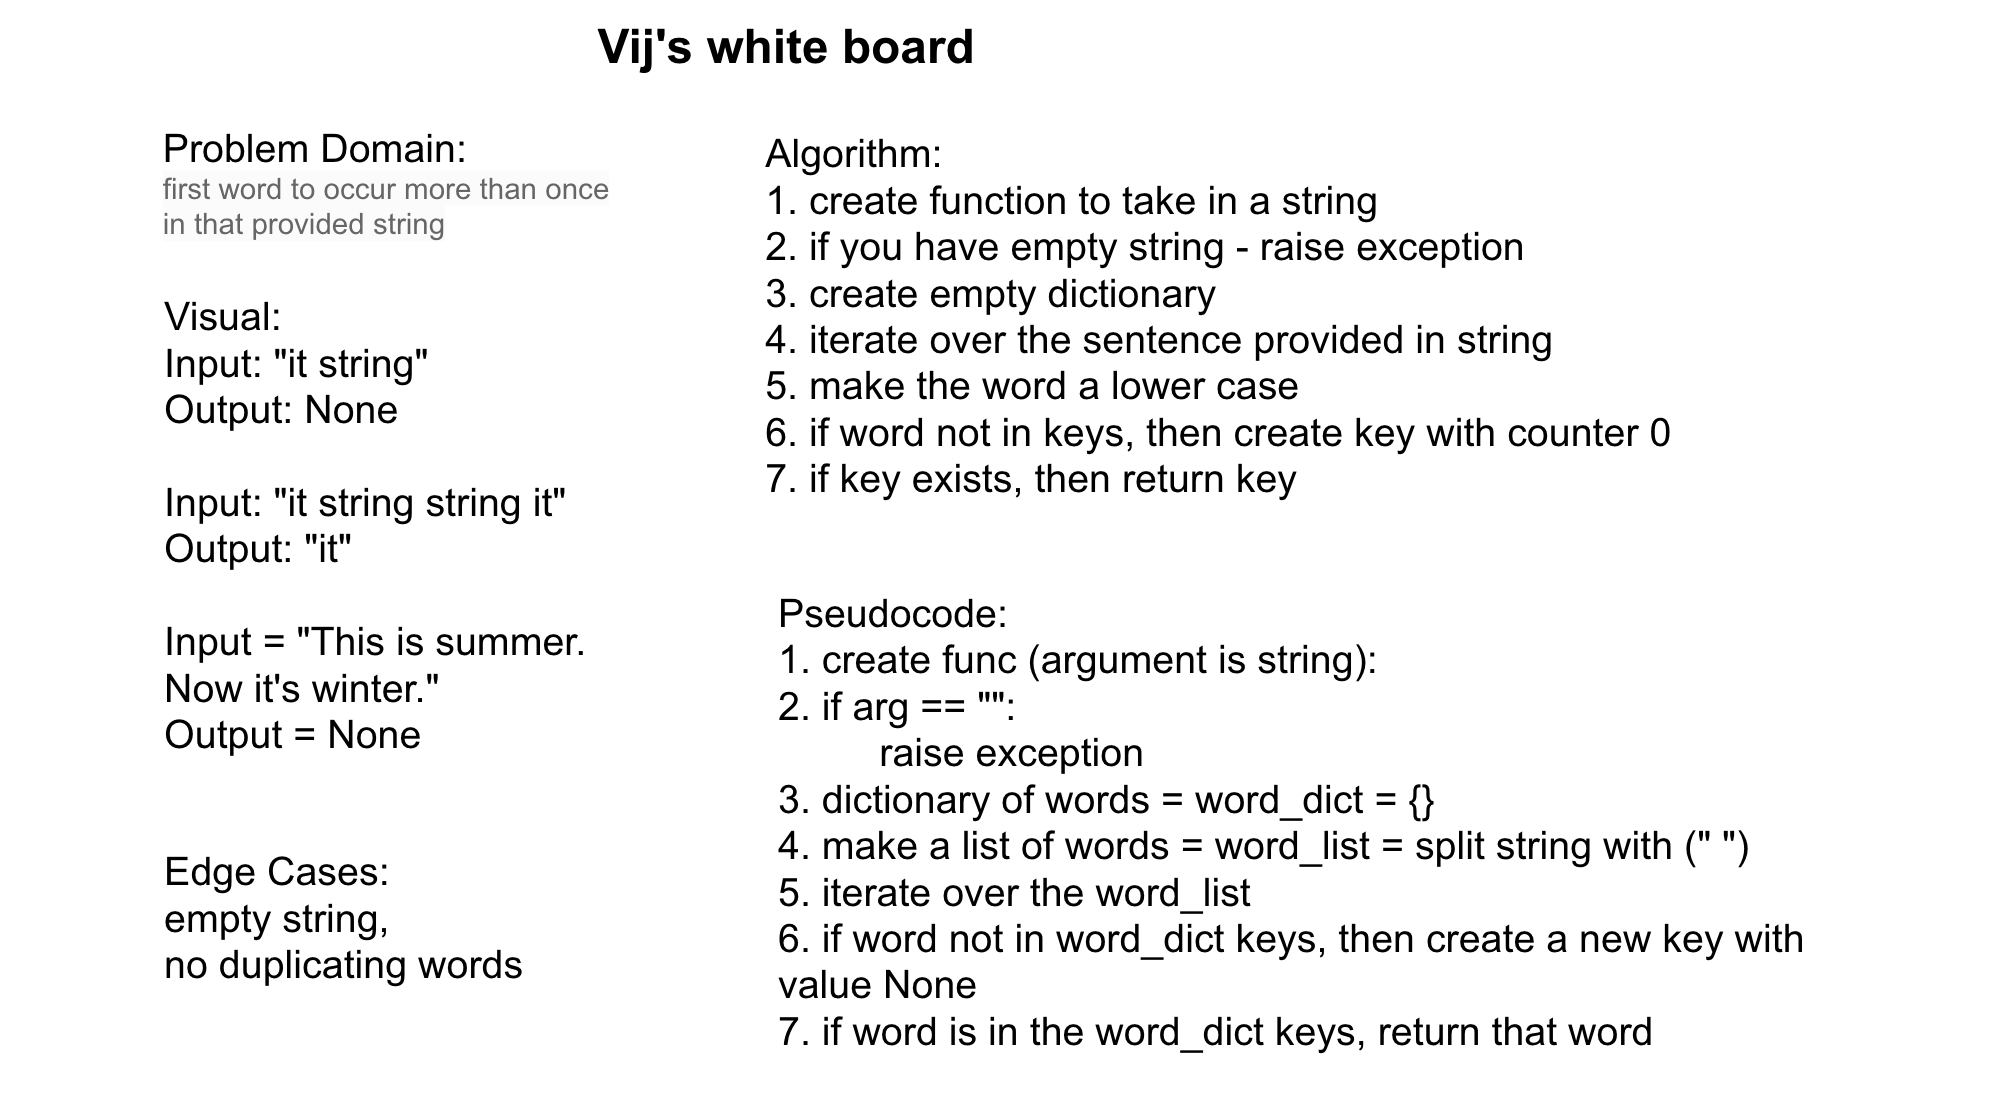 Vij's white board
Problem Domain:
first word to occur more than once
in that provided string
Visual:
Input: "it string"
Output: None
Input: "it string string it"
Output: "it"
Input = "This is summer.
Now it's winter."
Output = None
Edge Cases:
empty string,
no duplicating words
Algorithm:
1. create function to take in a string
2. if you have empty string - raise exception
3. create empty dictionary
4. iterate over the sentence provided in string
5. make the word a lower case
6. if word not in keys, then create key with counter 0
7. if key exists, then return key
Pseudocode:
1. create func (argument is string):
2. if arg == "":
raise exception
3. dictionary of words = word_dict = {}
4. make a list of words = word_list = split string with (" ")
5. iterate over the word_list
6. if word not in word_dict keys, then create a new key with
value None
7. if word is in the word_dict keys, return that word